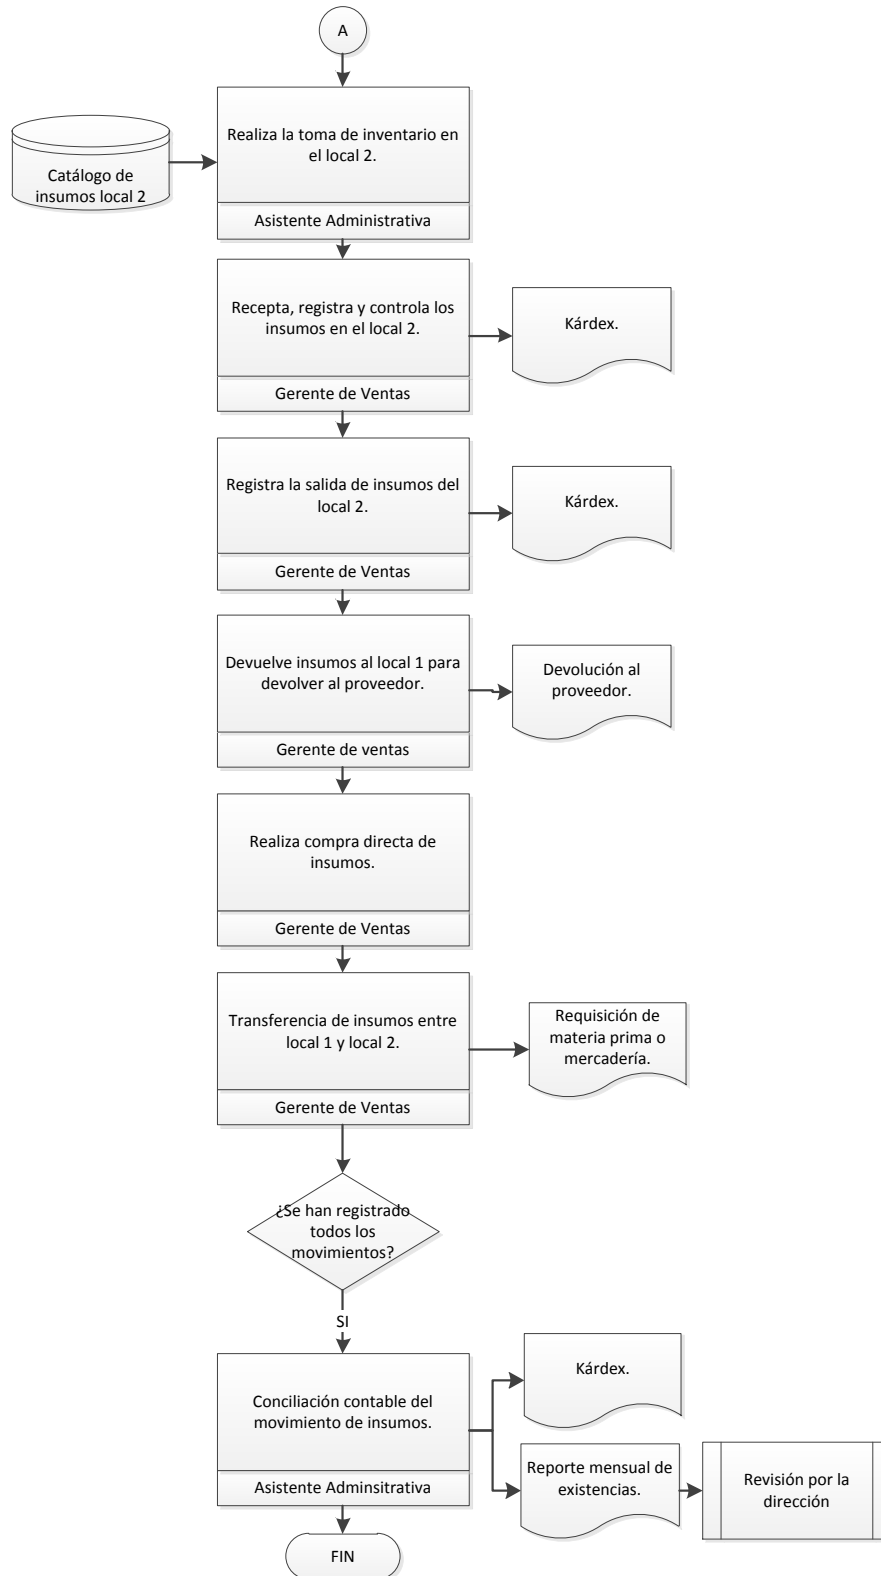 A
Realiza la toma de inventario en
el local 2.
Asistente Administrativa
Catálogo de
insumos local 2
Recepta, registra y controla los
insumos en el local 2.
Gerente de Ventas
Kárdex.
Registra la salida de insumos del
local 2.
Gerente de Ventas
Kárdex.
Devuelve insumos al local 1 para
devolver al proveedor.
Gerente de ventas
Devolución al
proveedor.
Realiza compra directa de
insumos.
Gerente de Ventas
Transferencia de insumos entre
local 1 y local 2.
Gerente de Ventas
Requisición de
materia prima o
mercadería.
¿Se han registrado
todos los
movimientos?
SI
Conciliación contable del
movimiento de insumos.
Asistente Adminsitrativa
Kárdex.
Reporte mensual de
existencias.
Revisión por la
dirección
FIN